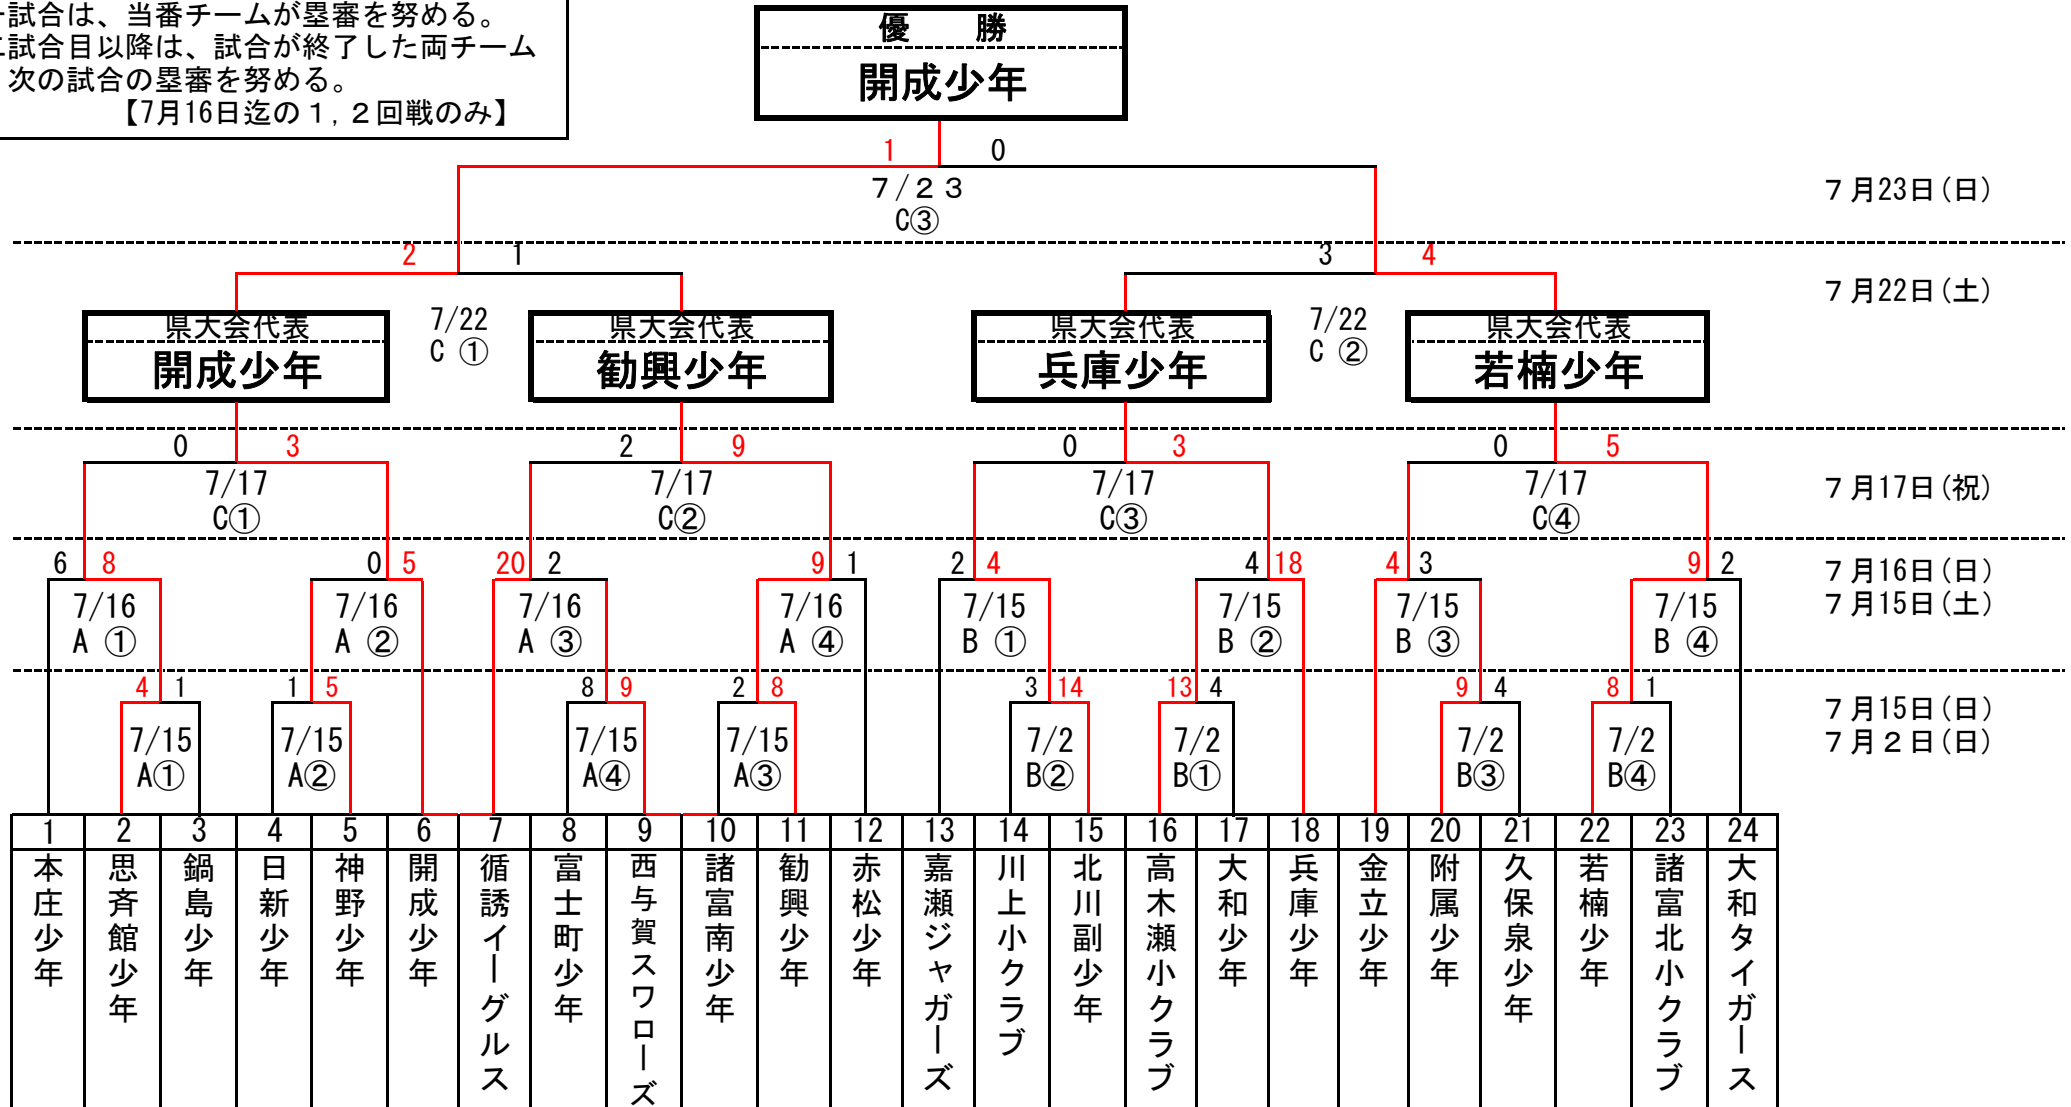 試合は、当番チームが塁審を努める。
試合目以降は、試合が終了した両チーム
次の試合の塁審を努める。
【7月16日迄の１,２回戦のみ】
優　勝
開成少年
1 0
７/２３
C③
７月23日(日)
2 1 3 4
７月22日(土)
県大会代表
開成少年
7/22
C ①
県大会代表
勧興少年
県大会代表
兵庫少年
7/22
C ②
県大会代表
若楠少年
0 3 2 9 0 3 0 5
7/17 7/17 7/17 7/17
C① C② C③ C④
７月17日(祝)
6 8 0 5 20 2 9 1 2 4 4 18 4 3 9 2
７月16日(日)
７月15日(土)
7/16 7/16 7/16 7/16 7/15 7/15 7/15 7/15
A ① A ② A ③ A ④ B ① B ② B ③ B ④
4 1 1 5 8 9 2 8 3 14 13 4 9 4 8 1
７月15日(日)
７月２日(日)
7/15 7/15 7/15 7/15 7/2 7/2 7/2 7/2
A① A② A④ A③ B② B① B③ B④
1 2 3 4 5 6 7 8 9 10 11 12 13 14 15 16 17 18 19 20 21 22 23 24
本庄少年
思斉館少年
鍋島少年
日新少年
神野少年
開成少年
循誘イーグルス
富士町少年
西与賀スワローズ
諸富南少年
勧興少年
赤松少年
嘉瀬ジャガーズ
川上小クラブ
北川副少年
高木瀬小クラブ
大和少年
兵庫少年
金立少年
附属少年
久保泉少年
若楠少年
諸富北小クラブ
大和タイガース